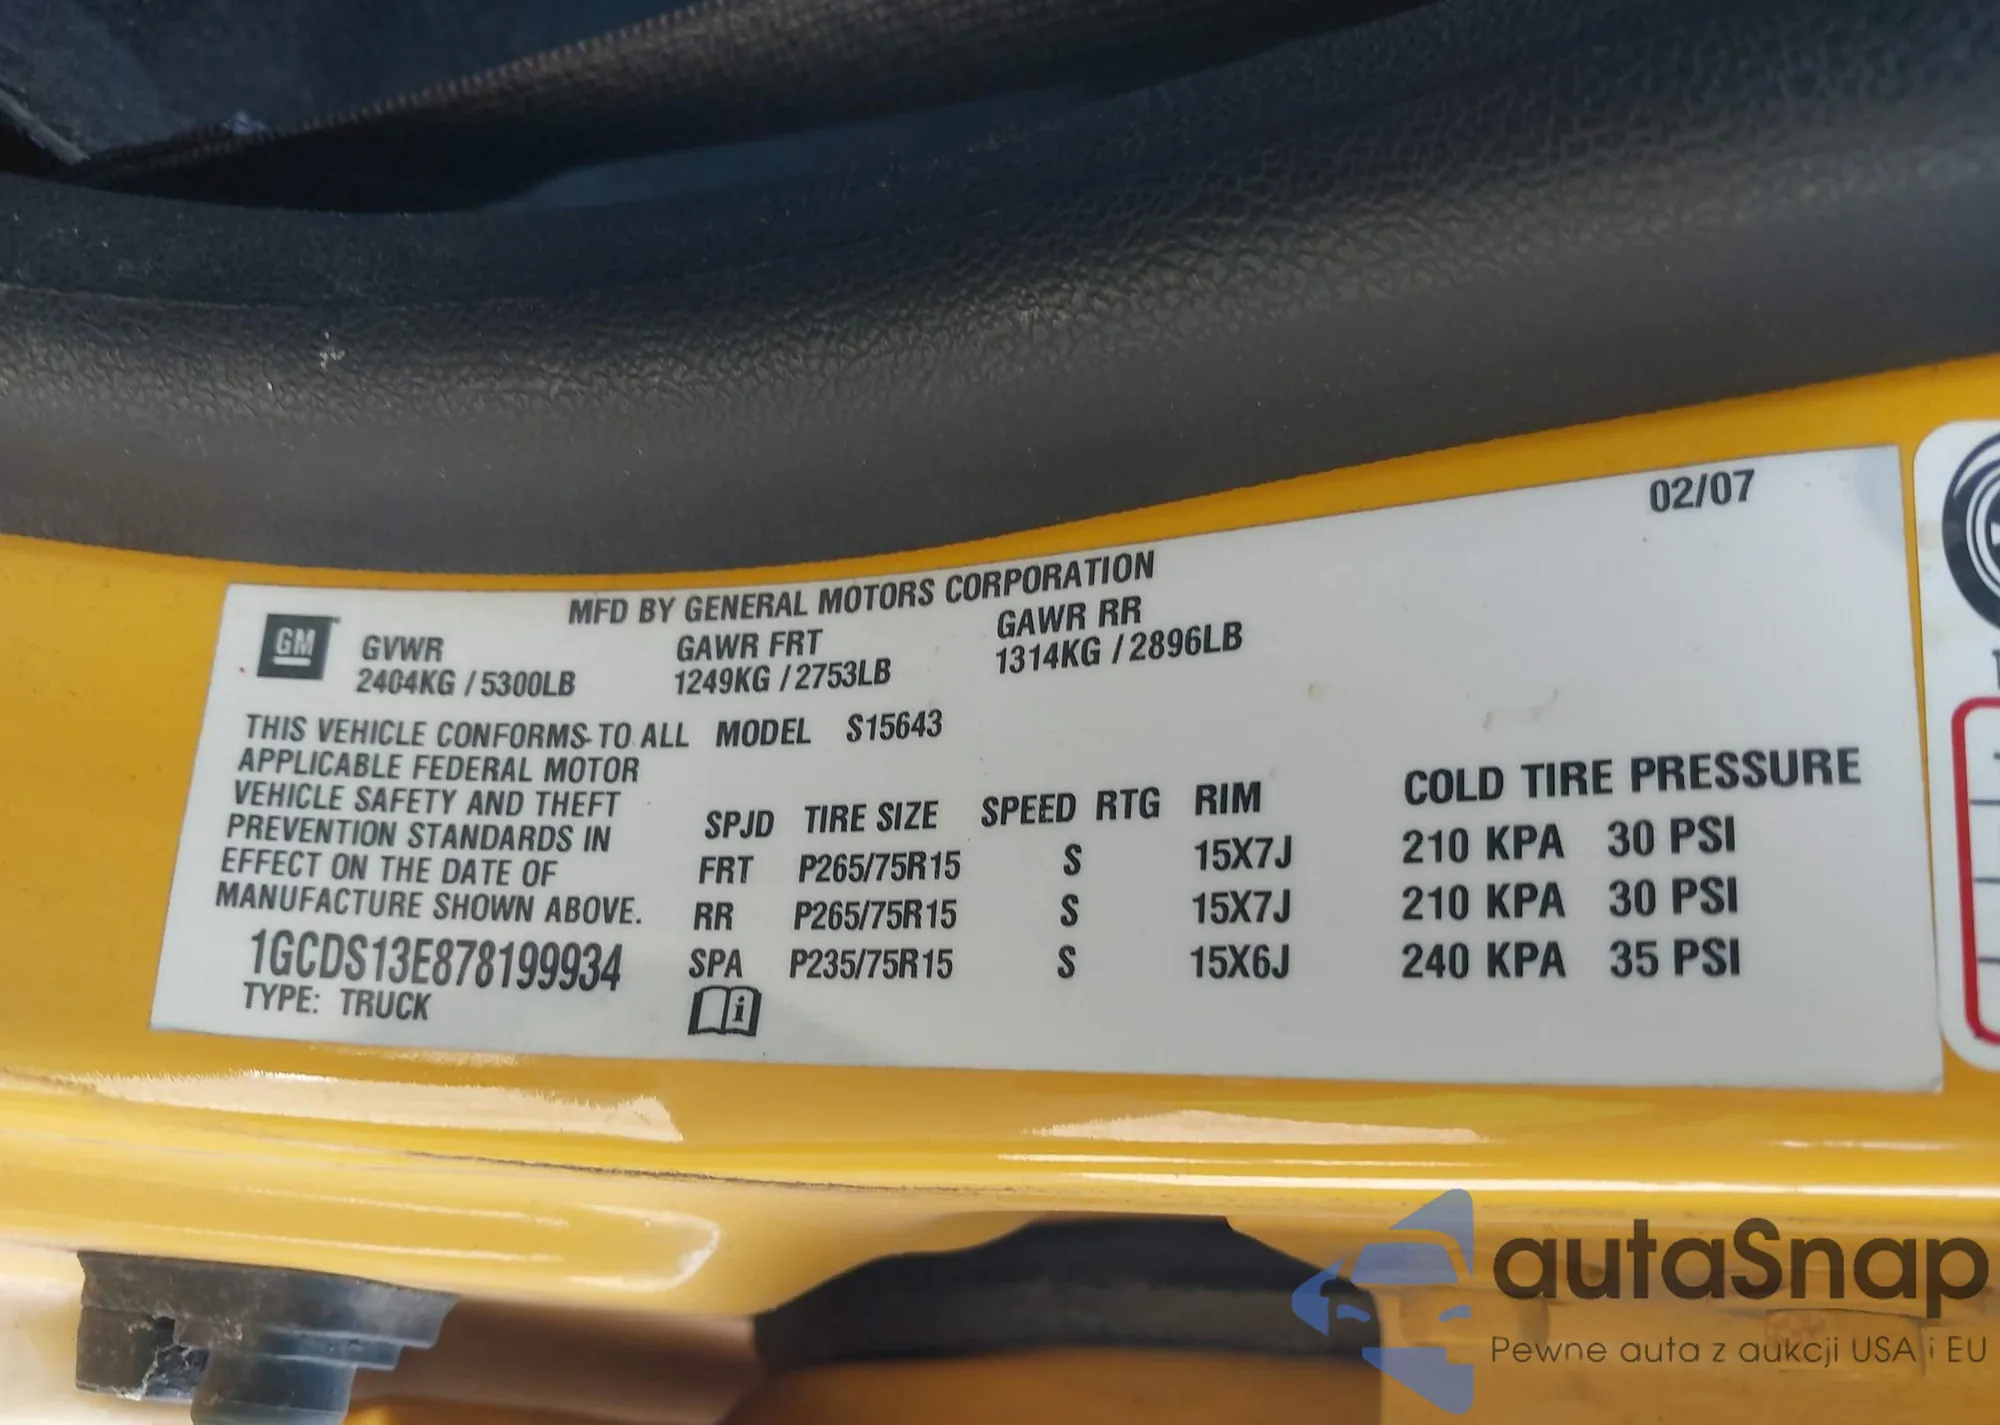 02/07
MFD BY GENERAL MOTORS CORPORATION
GM GVWR GAWR FRT GAWR RR
2404KG / 5300LB 1249KG / 2753LB 1314KG / 2896LB
THIS VEHICLE CONFORMS TO ALL MODEL S15643
APPLICABLE FEDERAL MOTOR
VEHICLE SAFETY AND THEFT
PREVENTION STANDARDS IN
EFFECT ON THE DATE OF
MANUFACTURE SHOWN ABOVE.
1GCDS13E878199934
TYPE: TRUCK
SPJD TIRE SIZE SPEED RTG RIM COLD TIRE PRESSURE
FRT P265/75R15 S 15X7J 210 KPA 30 PSI
RR P265/75R15 S 15X7J 210 KPA 30 PSI
SPA P235/75R15 S 15X6J 240 KPA 35 PSI
autaSnap
Pewne auta z aukcji USA i EU